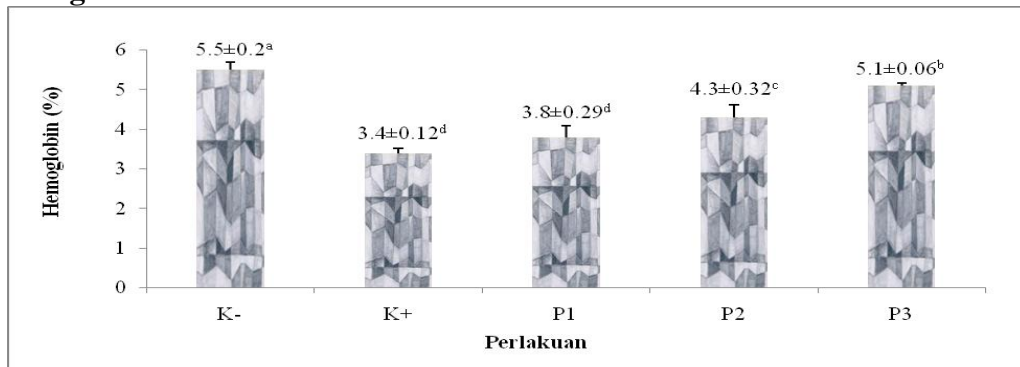 6
5
4
3
2
1
0
Hemoglobin (%)
5.5±0.2ᵃ
3.4±0.12ᵈ
3.8±0.29ᵈ
4.3±0.32ᶜ
5.1±0.06ᵇ
K-
K+
P1
P2
P3
Perlakuan